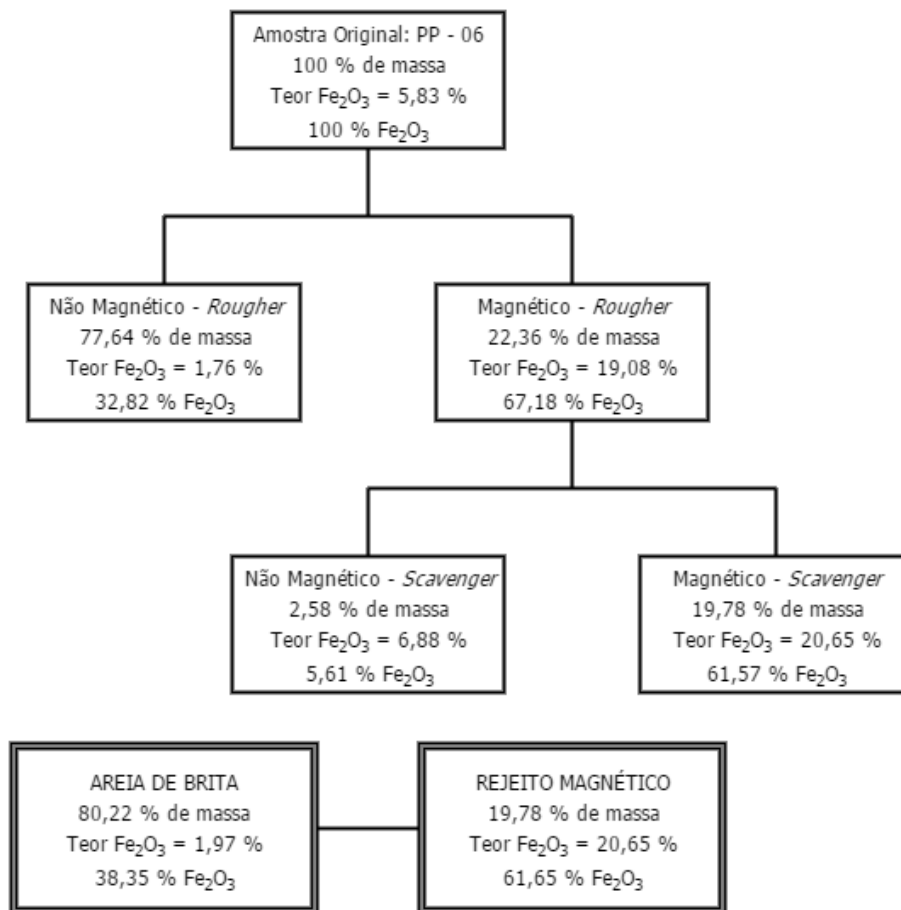 Amostra Original: PP - 06
100 % de massa
Teor Fe₂O₃ = 5,83 %
100 % Fe₂O₃
Não Magnético - Rougher
77,64 % de massa
Teor Fe₂O₃ = 1,76 %
32,82 % Fe₂O₃
Magnético - Rougher
22,36 % de massa
Teor Fe₂O₃ = 19,08 %
67,18 % Fe₂O₃
Não Magnético - Scavenger
2,58 % de massa
Teor Fe₂O₃ = 6,88 %
5,61 % Fe₂O₃
Magnético - Scavenger
19,78 % de massa
Teor Fe₂O₃ = 20,65 %
61,57 % Fe₂O₃
AREIA DE BRITA
80,22 % de massa
Teor Fe₂O₃ = 1,97 %
38,35 % Fe₂O₃
REJEITO MAGNÉTICO
19,78 % de massa
Teor Fe₂O₃ = 20,65 %
61,65 % Fe₂O₃